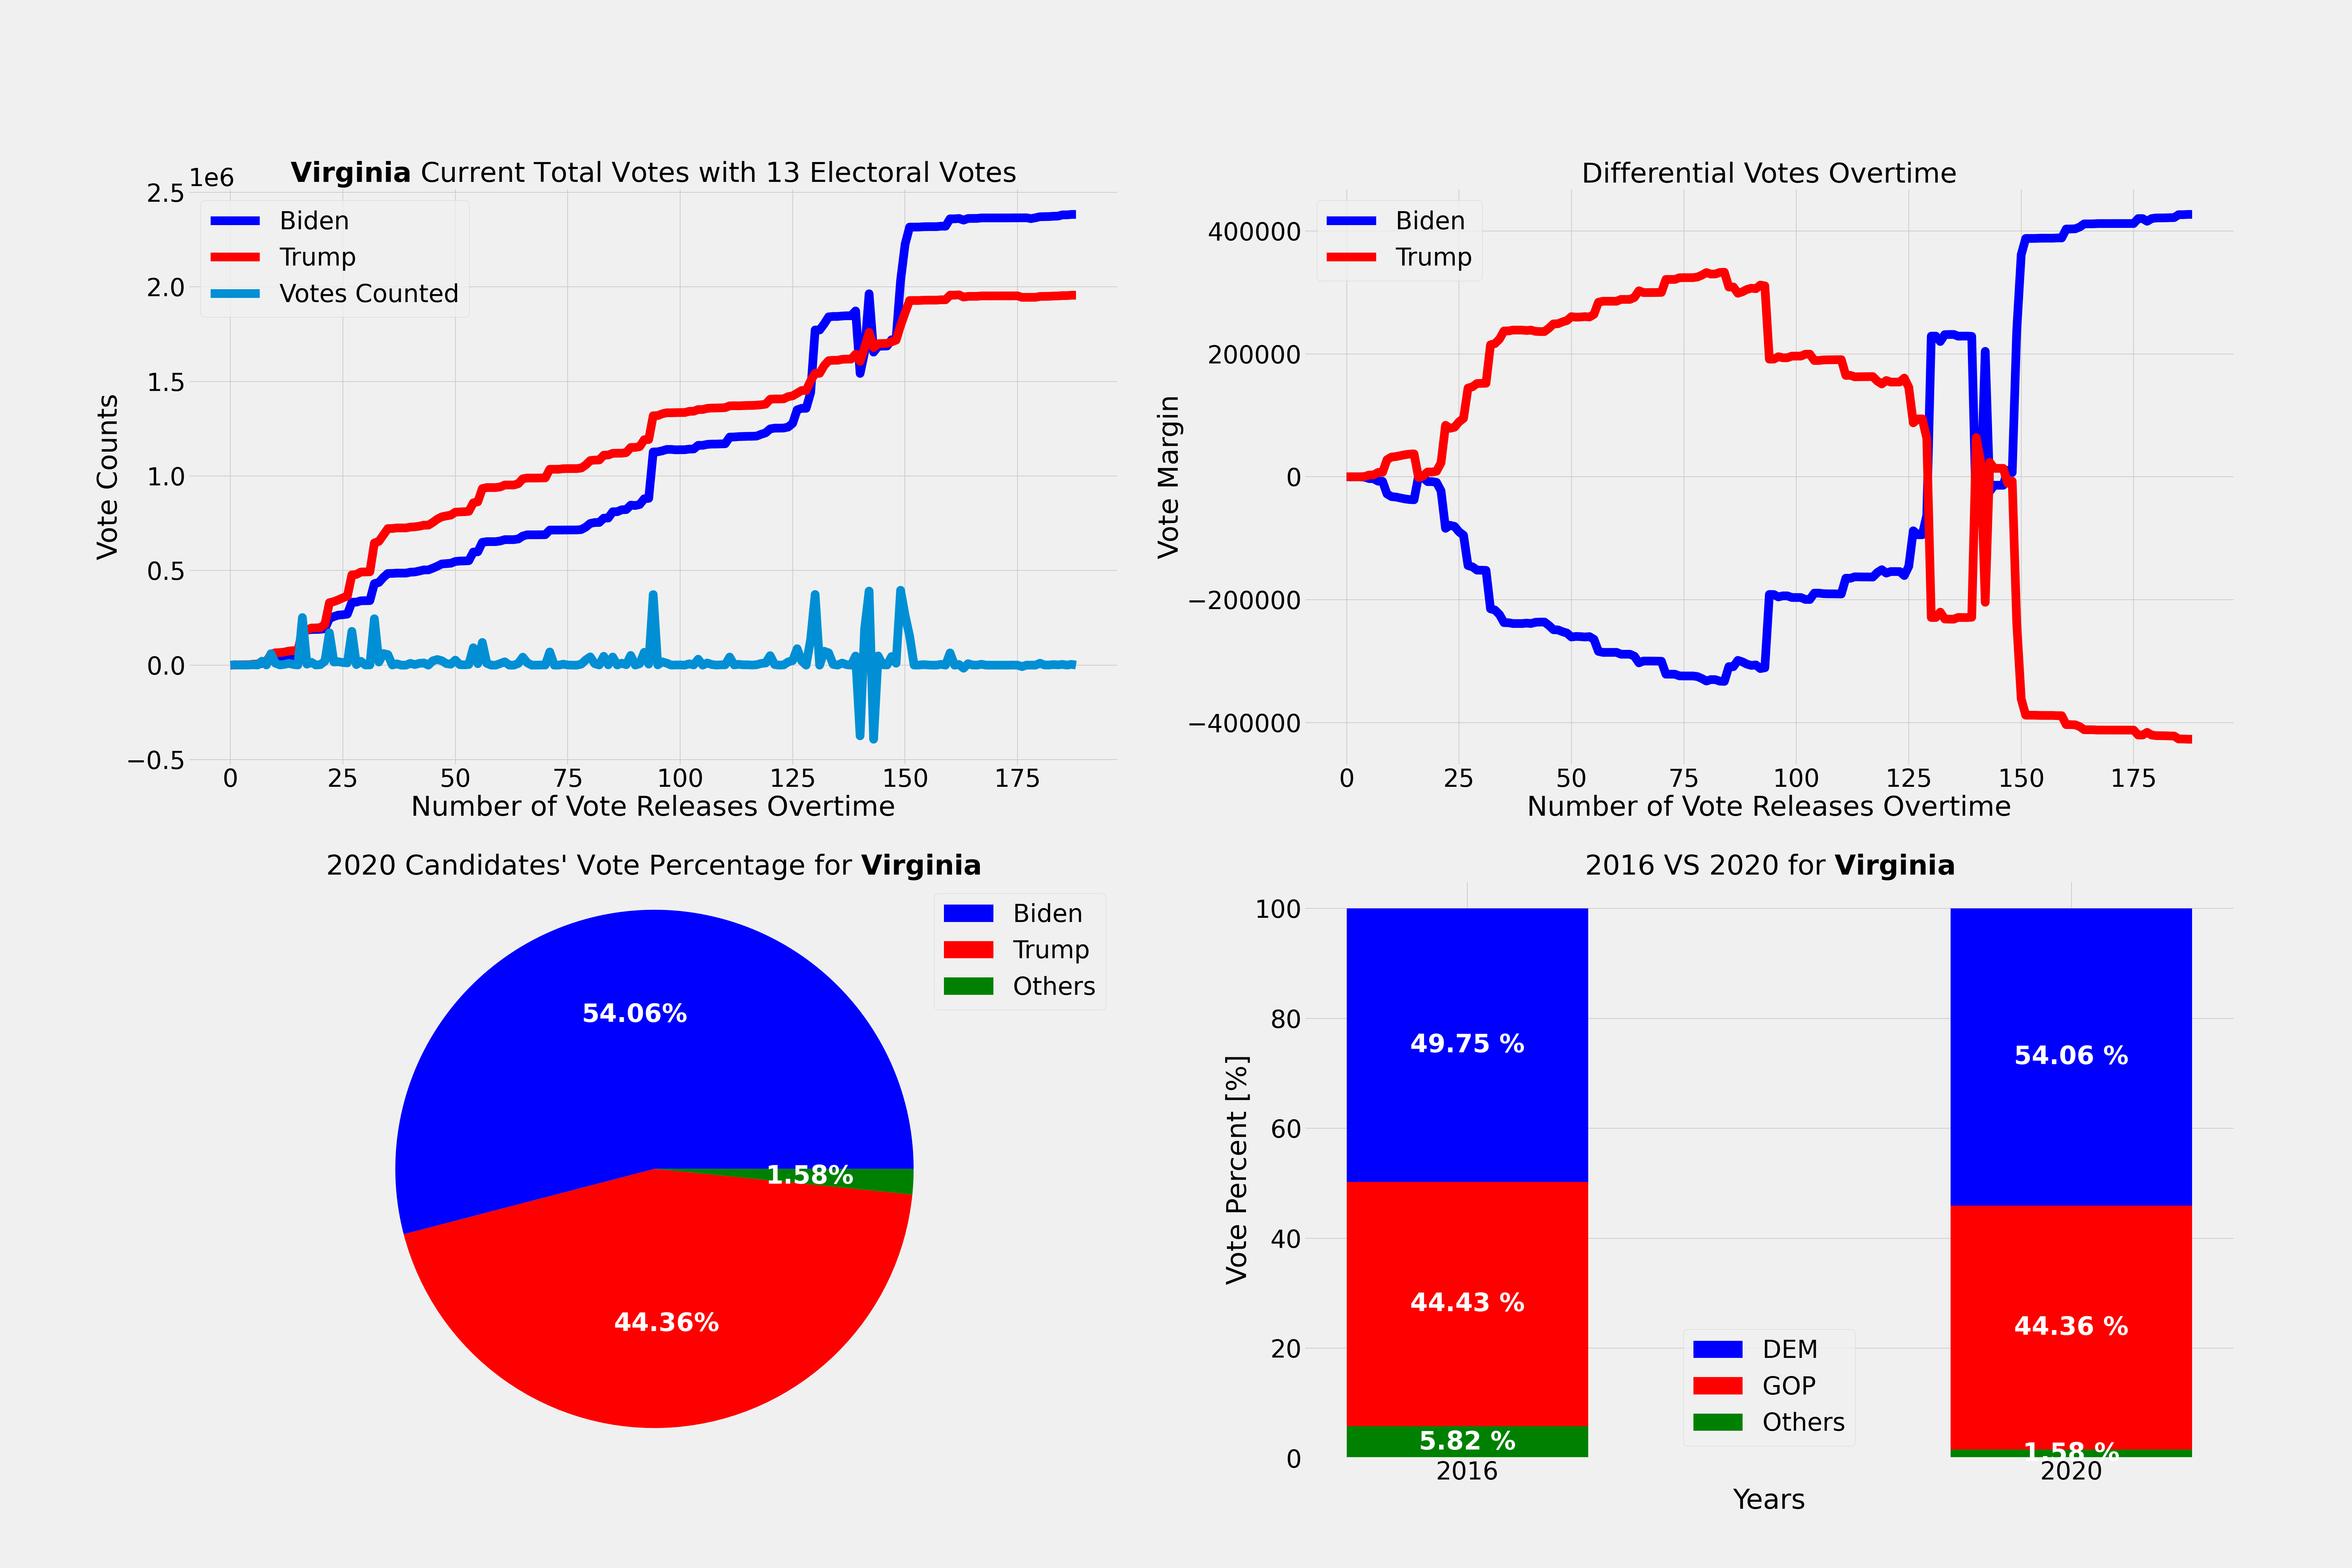 Virginia Current Total Votes with 13 Electoral Votes
1e6
2.5
2.0
1.5
1.0
0.5
0.0
−0.5
Vote Counts
Biden
Trump
Votes Counted
0 25 50 75 100 125 150 175
Number of Vote Releases Overtime
Differential Votes Overtime
400000
200000
0
−200000
−400000
Vote Margin
Biden
Trump
0 25 50 75 100 125 150 175
Number of Vote Releases Overtime
2020 Candidates' Vote Percentage for Virginia
Biden
Trump
Others
54.06%
1.58%
44.36%
2016 VS 2020 for Virginia
100
80
60
40
20
0
Vote Percent [%]
49.75 %
54.06 %
44.43 %
44.36 %
DEM
GOP
Others
5.82 %
1.58 %
2016 2020
Years